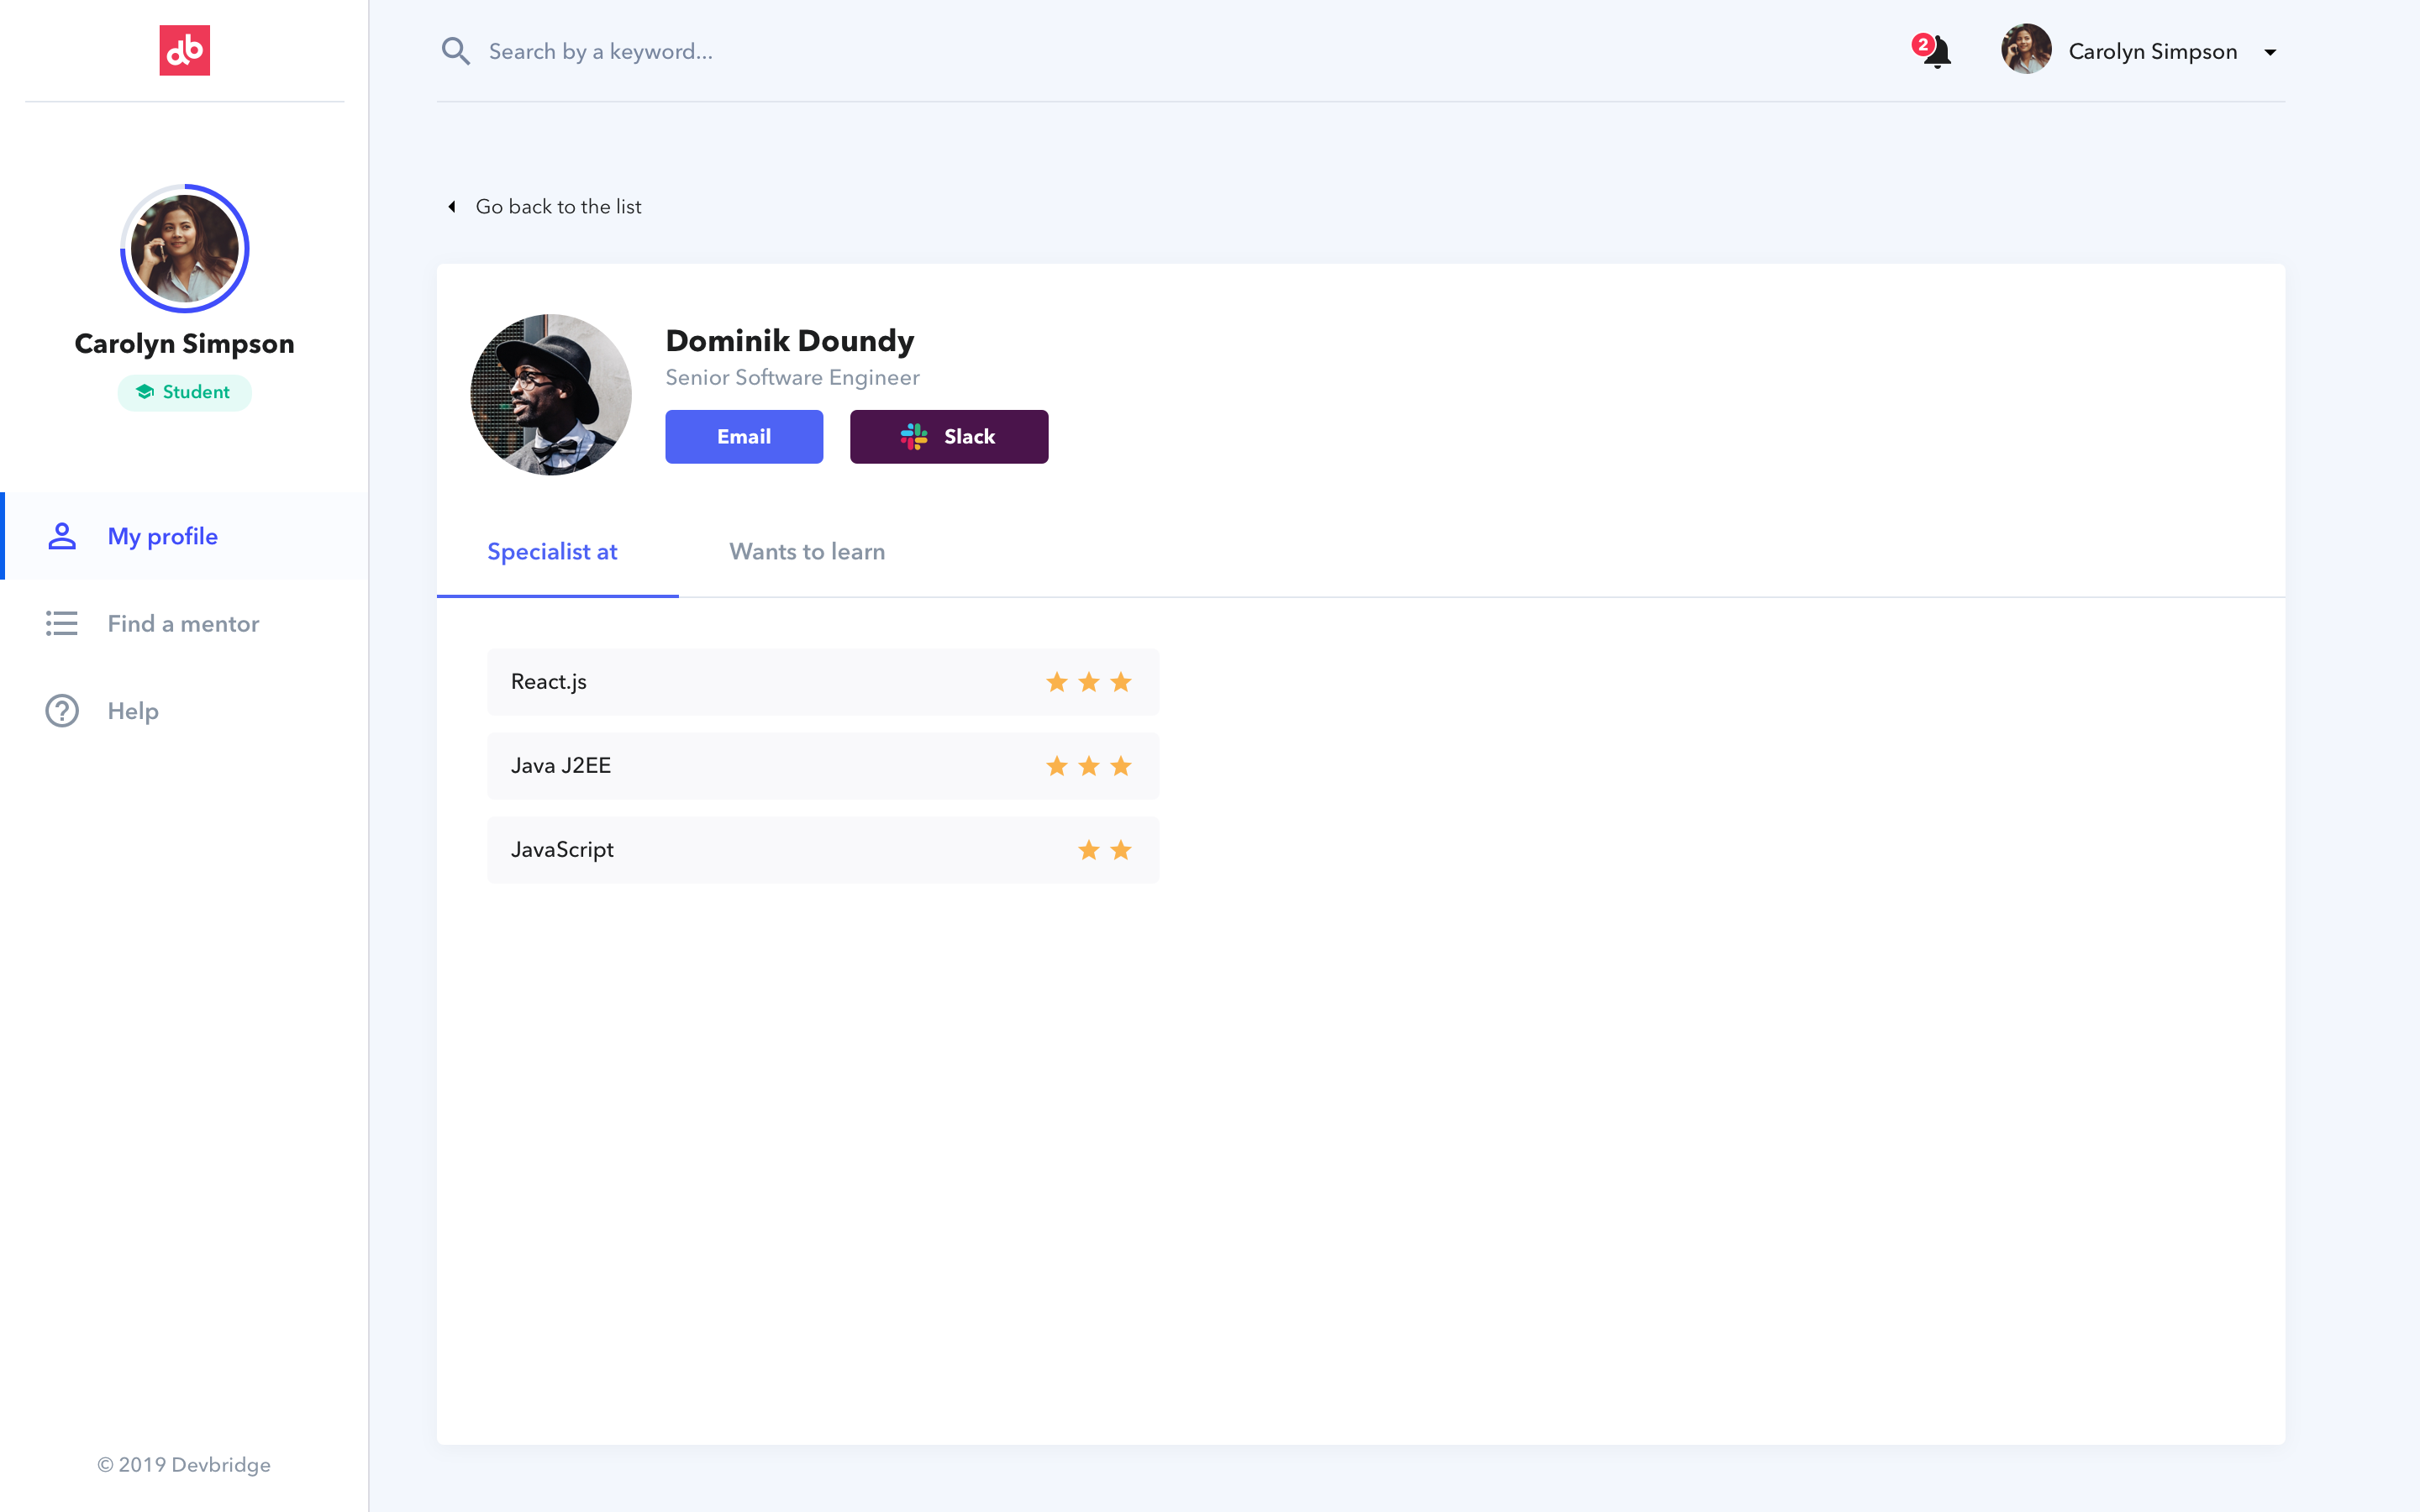 db
Search by a keyword...
2
Carolyn Simpson
Go back to the list
Carolyn Simpson
Student
My profile
Find a mentor
Help
Dominik Doundy
Senior Software Engineer
Email
Slack
Specialist at
Wants to learn
React.js
Java J2EE
JavaScript
© 2019 Devbridge